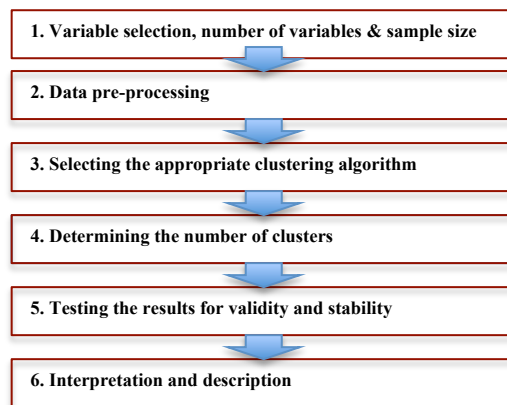 1. Variable selection, number of variables & sample size
2. Data pre-processing
3. Selecting the appropriate clustering algorithm
4. Determining the number of clusters
5. Testing the results for validity and stability
6. Interpretation and description